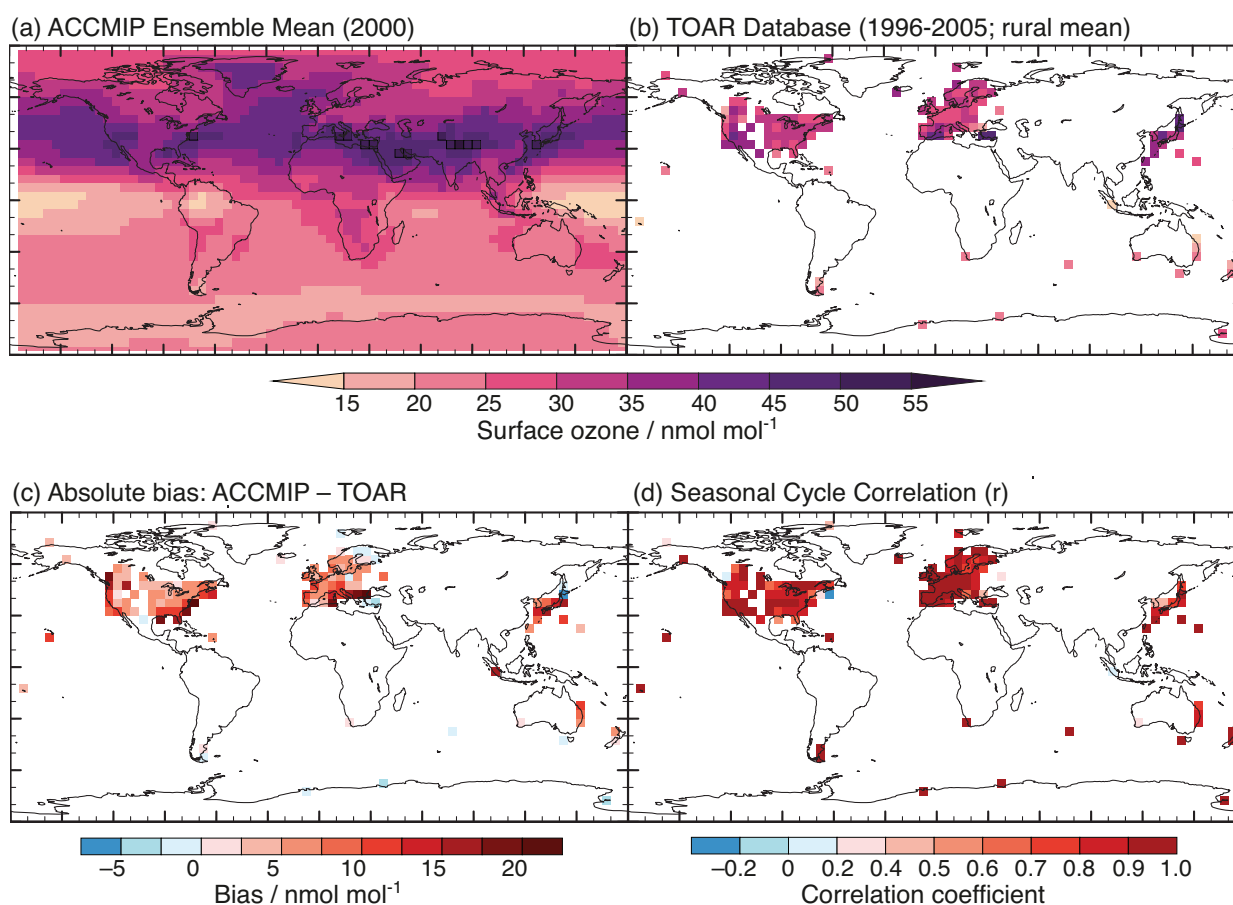 (a) ACCMIP Ensemble Mean (2000)
(b) TOAR Database (1996-2005; rural mean)
15 20 25 30 35 40 45 50 55
Surface ozone / nmol mol⁻¹
(c) Absolute bias: ACCMIP – TOAR
(d) Seasonal Cycle Correlation (r)
–5 0 5 10 15 20
Bias / nmol mol⁻¹
–0.2 0 0.2 0.4 0.5 0.6 0.7 0.8 0.9 1.0
Correlation coefficient